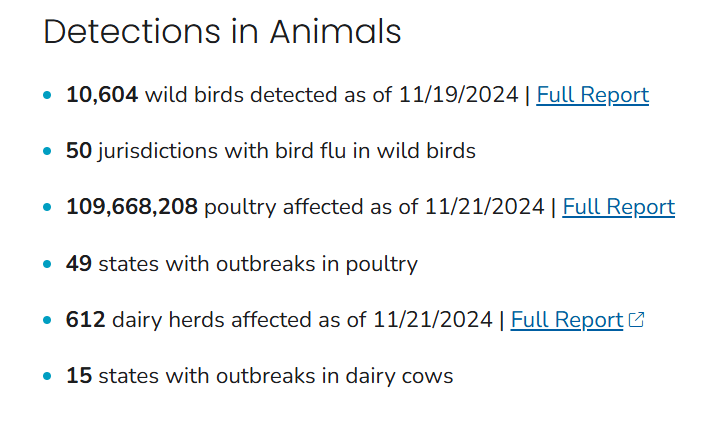 Detections in Animals
10,604 wild birds detected as of 11/19/2024 | Full Report
50 jurisdictions with bird flu in wild birds
109,668,208 poultry affected as of 11/21/2024 | Full Report
49 states with outbreaks in poultry
612 dairy herds affected as of 11/21/2024 | Full Report
15 states with outbreaks in dairy cows